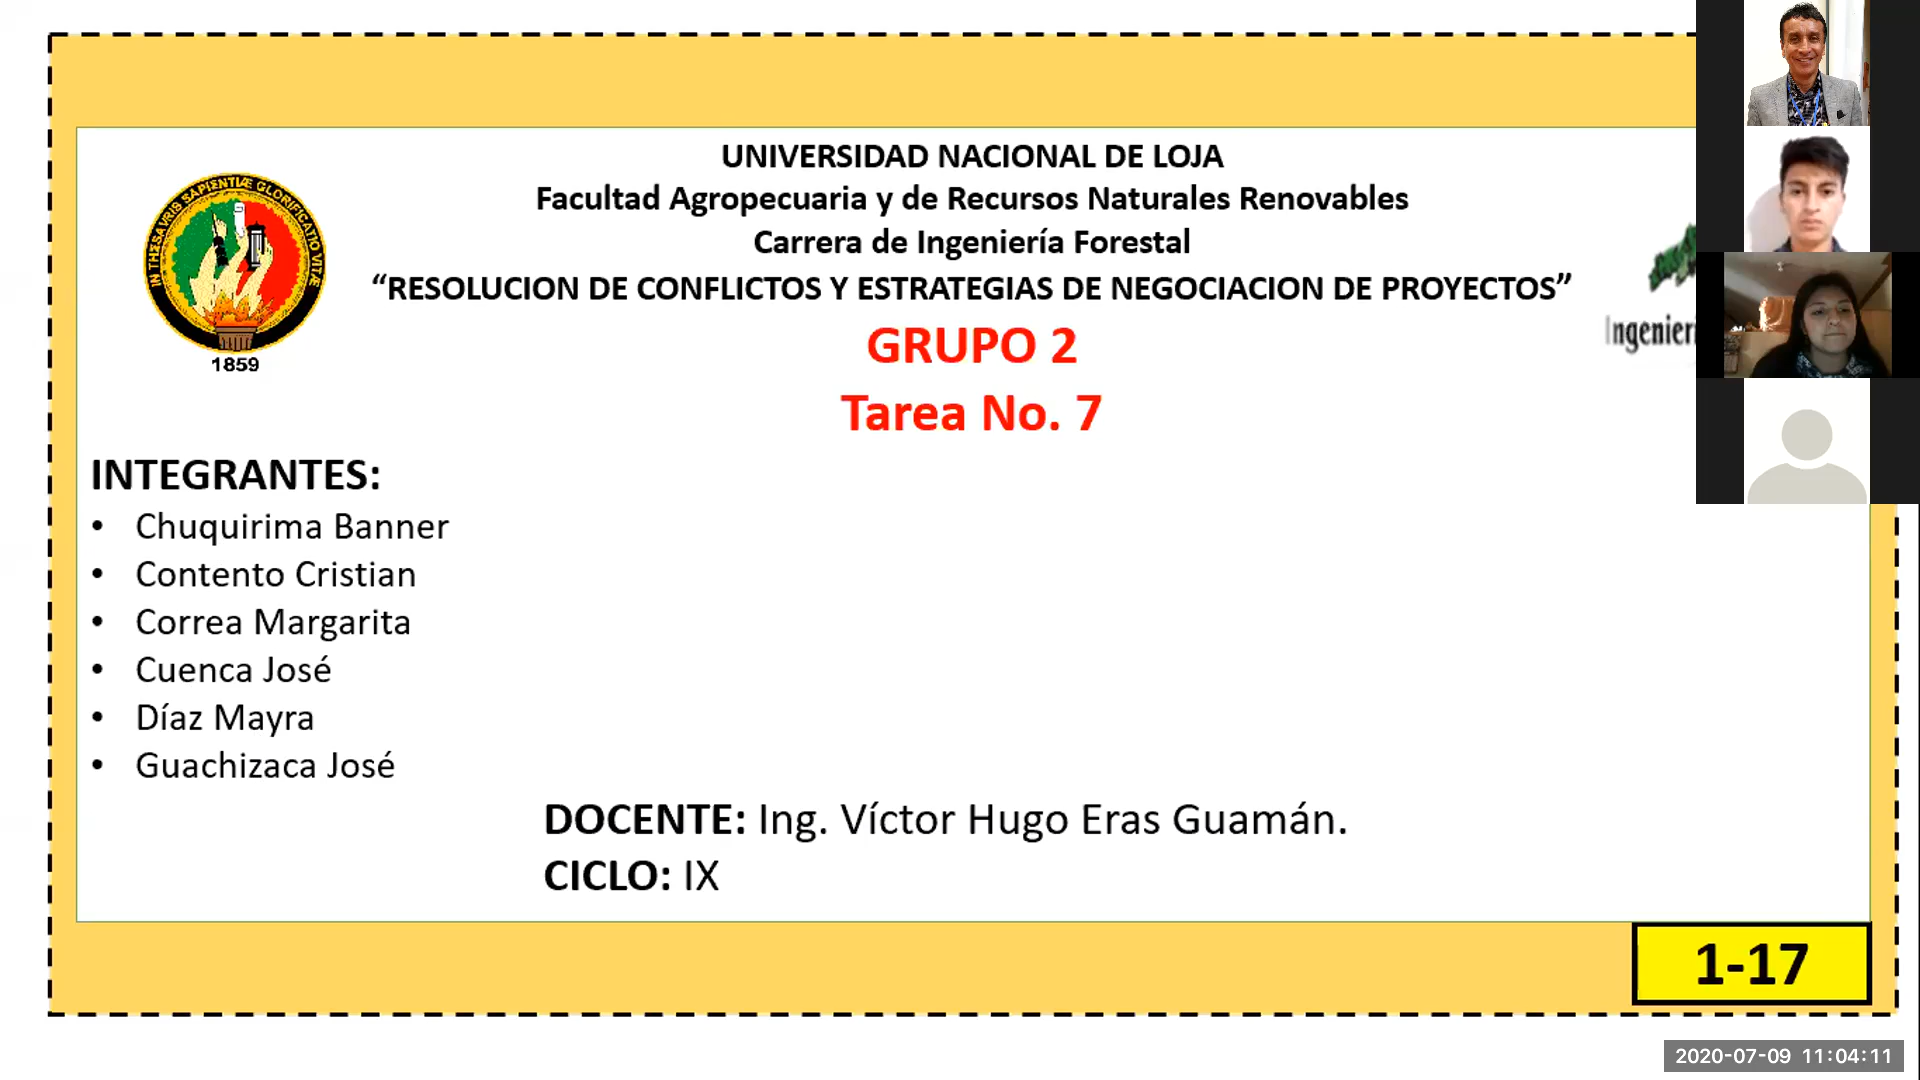 UNIVERSIDAD NACIONAL DE LOJA
Facultad Agropecuaria y de Recursos Naturales Renovables
Carrera de Ingeniería Forestal
“RESOLUCION DE CONFLICTOS Y ESTRATEGIAS DE NEGOCIACION DE PROYECTOS”
IN THESAVRIS SAPIENTIÆ GLORIFICATIO VITÆ
1859
GRUPO 2
Tarea No. 7
INTEGRANTES:
• Chuquirima Banner
• Contento Cristian
• Correa Margarita
• Cuenca José
• Díaz Mayra
• Guachizaca José
DOCENTE: Ing. Víctor Hugo Eras Guamán.
CICLO: IX
1-17
2020-07-09 11:04:11